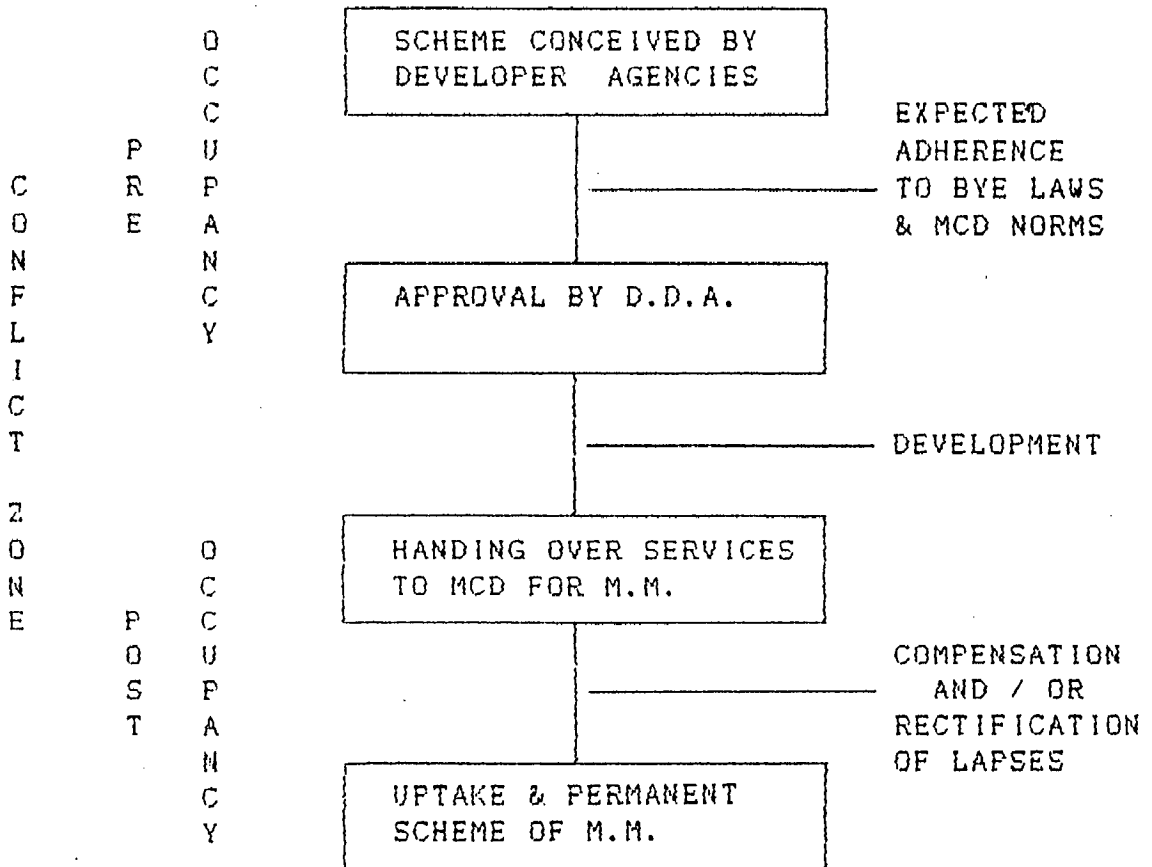 CONFLICT ZONE
PRE
OCCUPANCY
POST
OCCUPANCY
SCHEME CONCEIVED BY
DEVELOPER AGENCIES
EXPECTED
ADHERENCE
TO BYE LAWS
& MCD NORMS
APPROVAL BY D.D.A.
DEVELOPMENT
HANDING OVER SERVICES
TO MCD FOR M.M.
COMPENSATION
AND / OR
RECTIFICATION
OF LAPSES
UPTAKE & PERMANENT
SCHEME OF M.M.